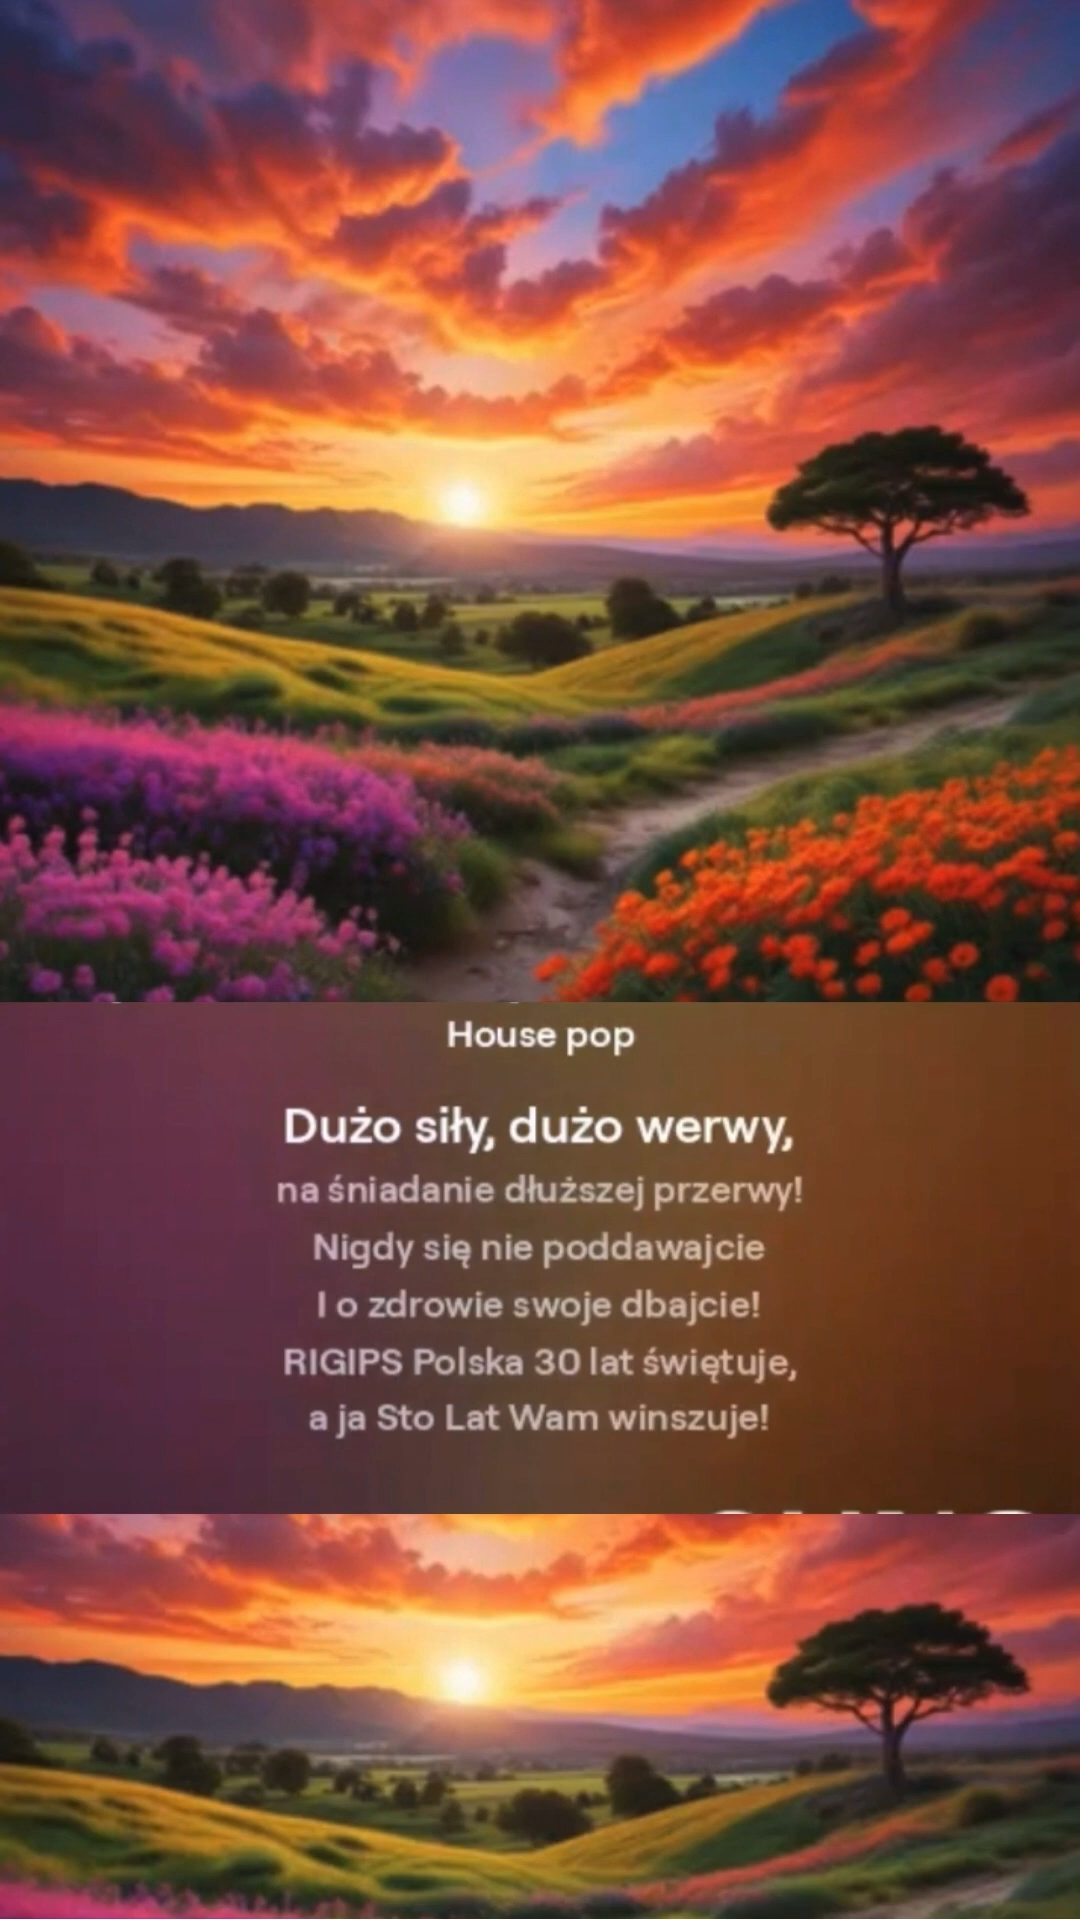 House pop
Dużo siły, dużo werwy,
na śniadanie dłuższej przerwy!
Nigdy się nie poddawajcie
I o zdrowie swoje dbajcie!
RIGIPS Polska 30 lat świętuje,
a ja Sto Lat Wam winszuje!